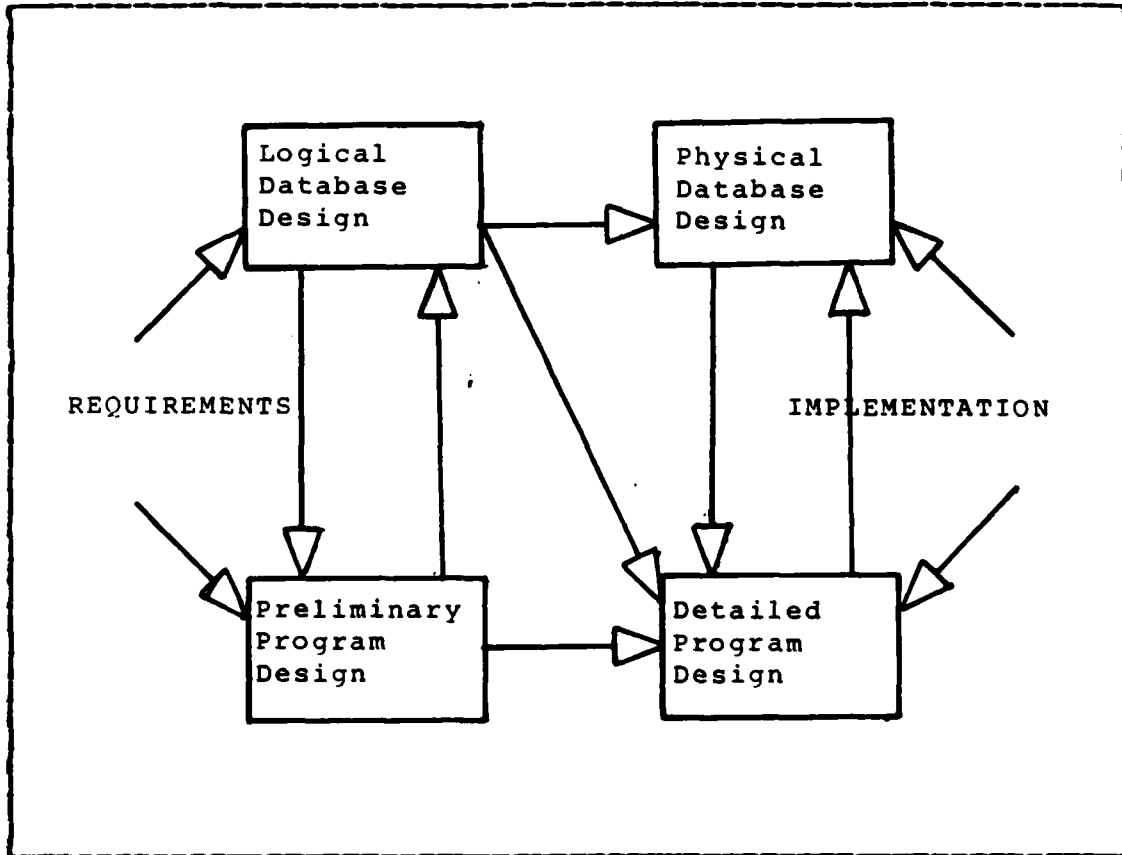 Logical
Database
Design
Physical
Database
Design
REQUIREMENTS
IMPLEMENTATION
Preliminary
Program
Design
Detailed
Program
Design